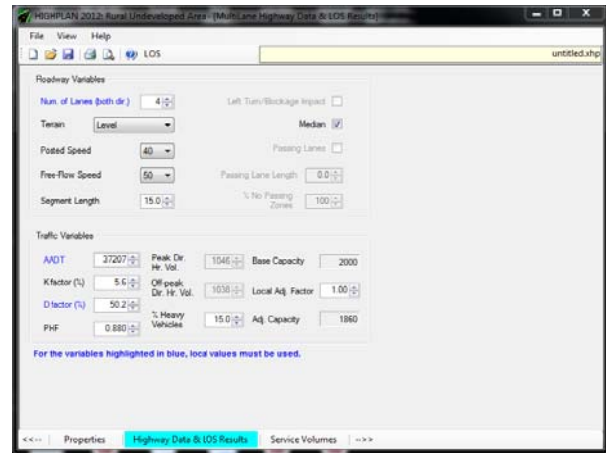 HIGHPLAN 2012: Rural Undeveloped Area - [MultiLane Highway Data & LOS Results]
File View Help
LOS
untitled.xhp
Roadway Variables
Num. of Lanes (both dir.) 4 Left Turn/Blockage Impact
Terrain Level Median
Posted Speed 40 Passing Lanes
Free-Flow Speed 50 Passing Lane Length 0.0
Segment Length 15.0 % No Passing Zones 100
Traffic Variables
AADT 37207 Peak Dir. Hr. Vol. 1046 Base Capacity 2000
K factor (%) 5.6 Off-peak Dir. Hr. Vol. 1038 Local Adj. Factor 1.00
D factor (%) 50.2 % Heavy Vehicles 15.0 Adj. Capacity 1860
PHF 0.880
For the variables highlighted in blue, local values must be used.
<<-- Properties Highway Data & LOS Results Service Volumes -->>